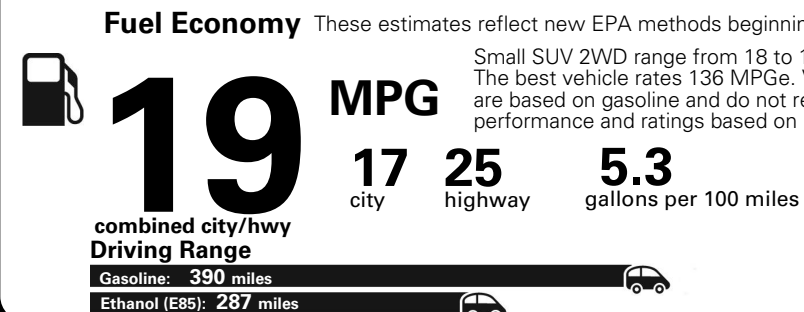 Fuel Economy These estimates reflect new EPA methods beginning
Small SUV 2WD range from 18 to
The best vehicle rates 136 MPGe.
19 MPG are based on gasoline and do not
performance and ratings based on
17 25 5.3
city highway gallons per 100 miles
combined city/hwy
Driving Range
Gasoline: 390 miles
Ethanol (E85): 287 miles